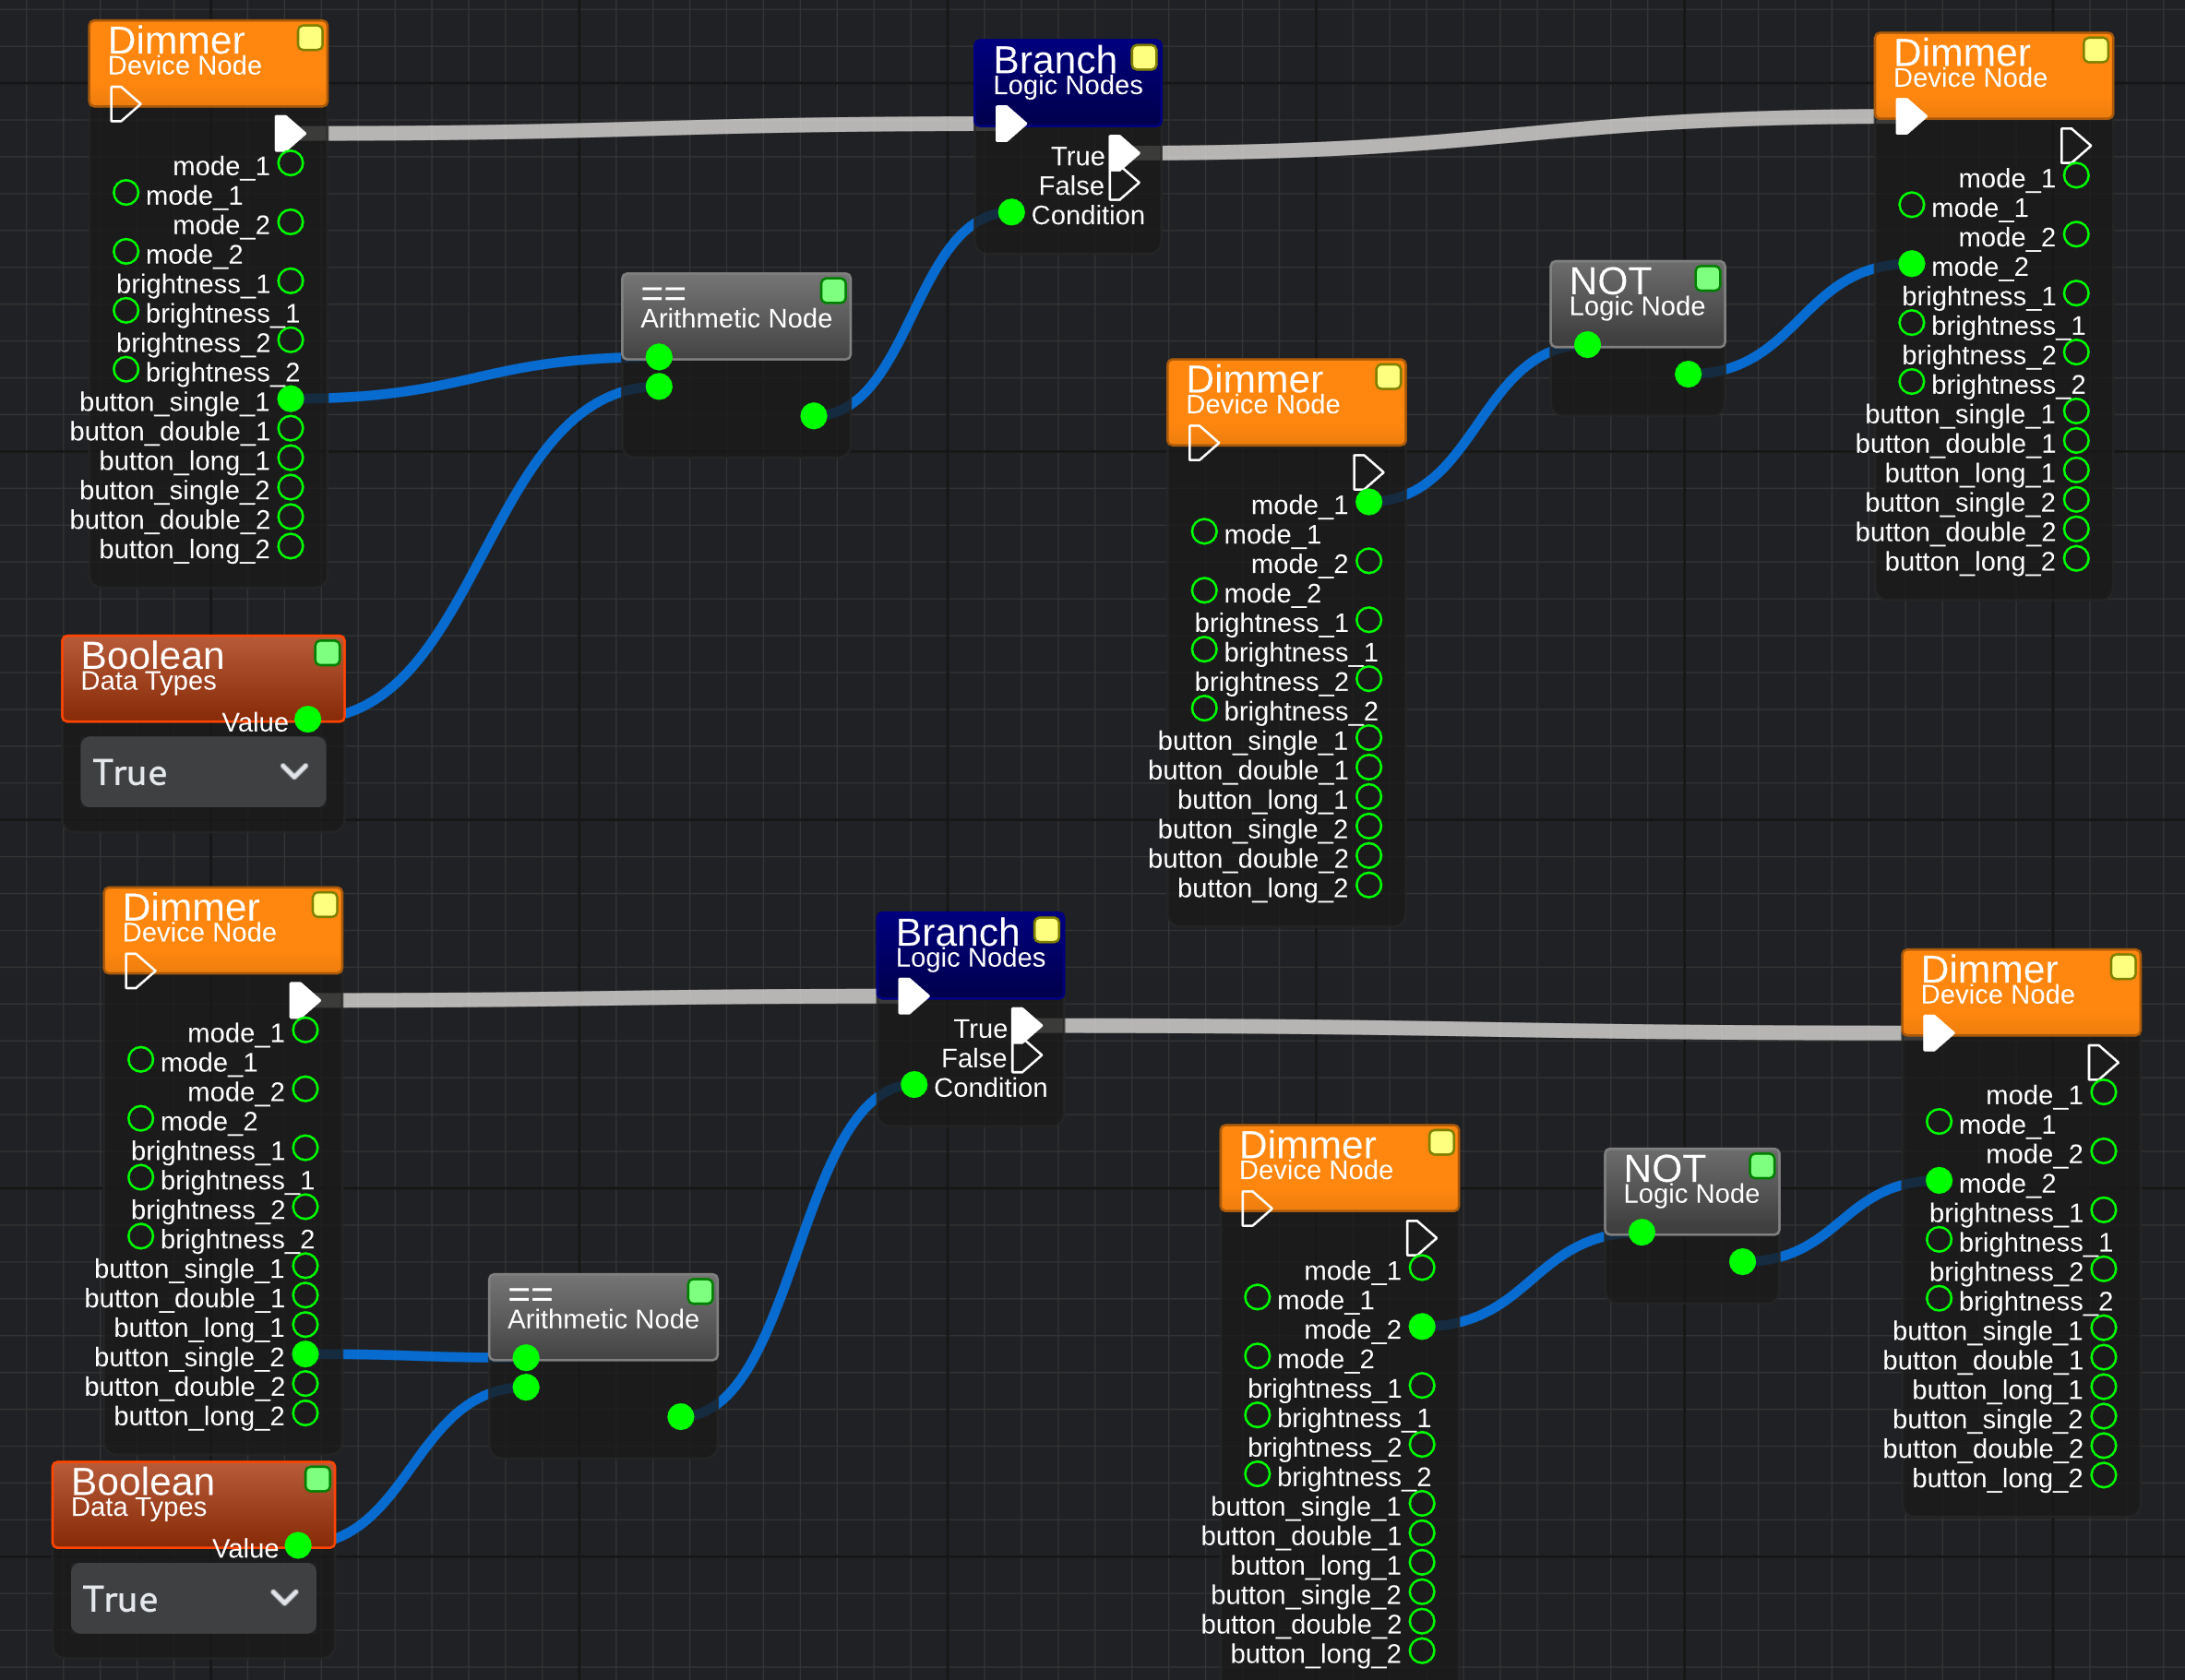 Dimmer
Device Node
mode_1
mode_1
mode_2
mode_2
brightness_1
brightness_1
brightness_2
brightness_2
button_single_1
button_double_1
button_long_1
button_single_2
button_double_2
button_long_2
Boolean
Data Types
Value
True
==
Arithmetic Node
Branch
Logic Nodes
True
False
Condition
Dimmer
Device Node
mode_1
mode_1
mode_2
mode_2
brightness_1
brightness_1
brightness_2
brightness_2
button_single_1
button_double_1
button_long_1
button_single_2
button_double_2
button_long_2
NOT
Logic Node
Dimmer
Device Node
mode_1
mode_1
mode_2
mode_2
brightness_1
brightness_1
brightness_2
brightness_2
button_single_1
button_double_1
button_long_1
button_single_2
button_double_2
button_long_2
Dimmer
Device Node
mode_1
mode_1
mode_2
mode_2
brightness_1
brightness_1
brightness_2
brightness_2
button_single_1
button_double_1
button_long_1
button_single_2
button_double_2
button_long_2
Boolean
Data Types
Value
True
==
Arithmetic Node
Branch
Logic Nodes
True
False
Condition
Dimmer
Device Node
mode_1
mode_1
mode_2
mode_2
brightness_1
brightness_1
brightness_2
brightness_2
button_single_1
button_double_1
button_long_1
button_single_2
button_double_2
button_long_2
NOT
Logic Node
Dimmer
Device Node
mode_1
mode_1
mode_2
mode_2
brightness_1
brightness_1
brightness_2
brightness_2
button_single_1
button_double_1
button_long_1
button_single_2
button_double_2
button_long_2